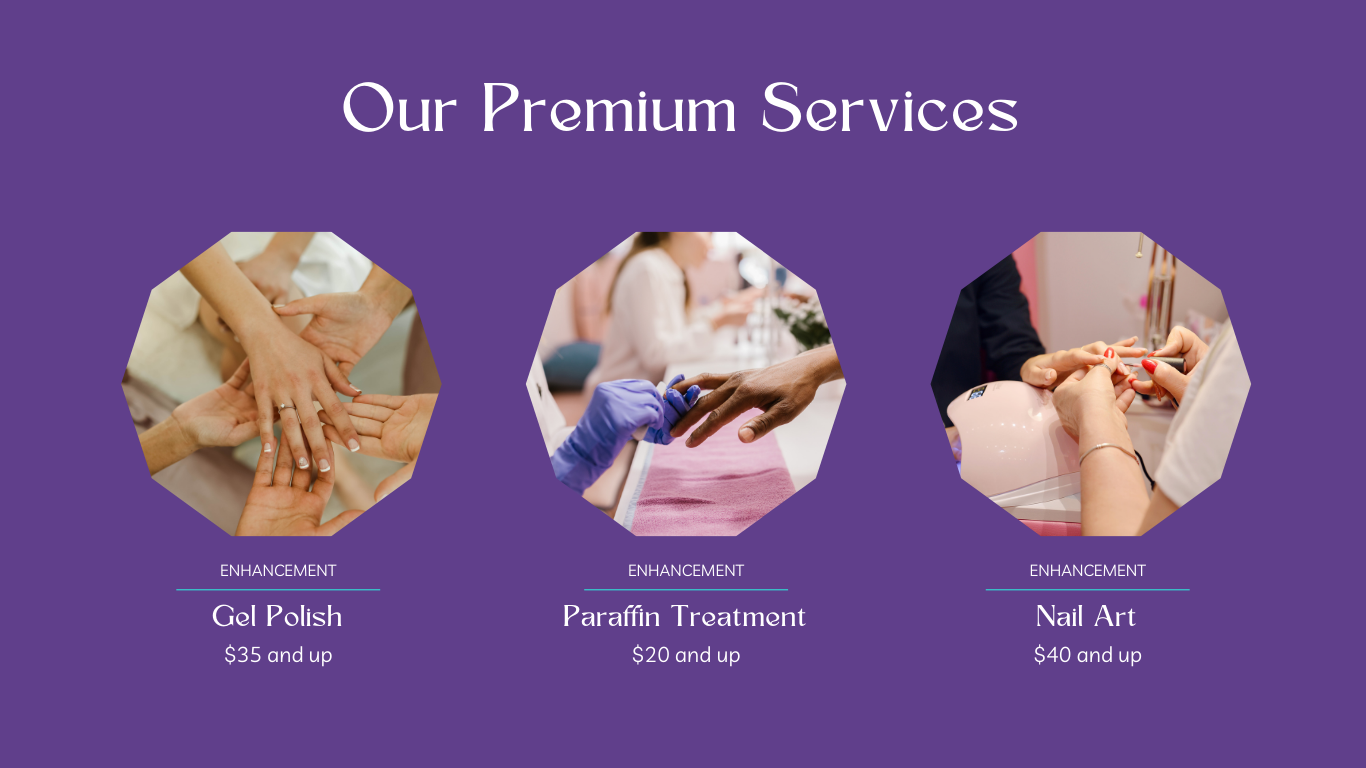 Our Premium Services
ENHANCEMENT
Gel Polish
$35 and up
ENHANCEMENT
Paraffin Treatment
$20 and up
ENHANCEMENT
Nail Art
$40 and up